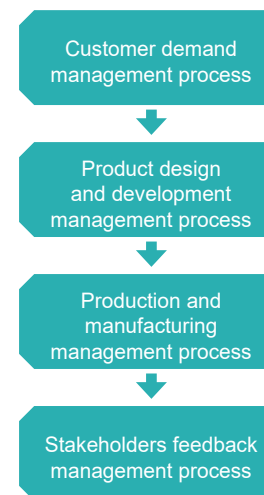 Customer demand
management process
Product design
and development
management process
Production and
manufacturing
management process
Stakeholders feedback
management process